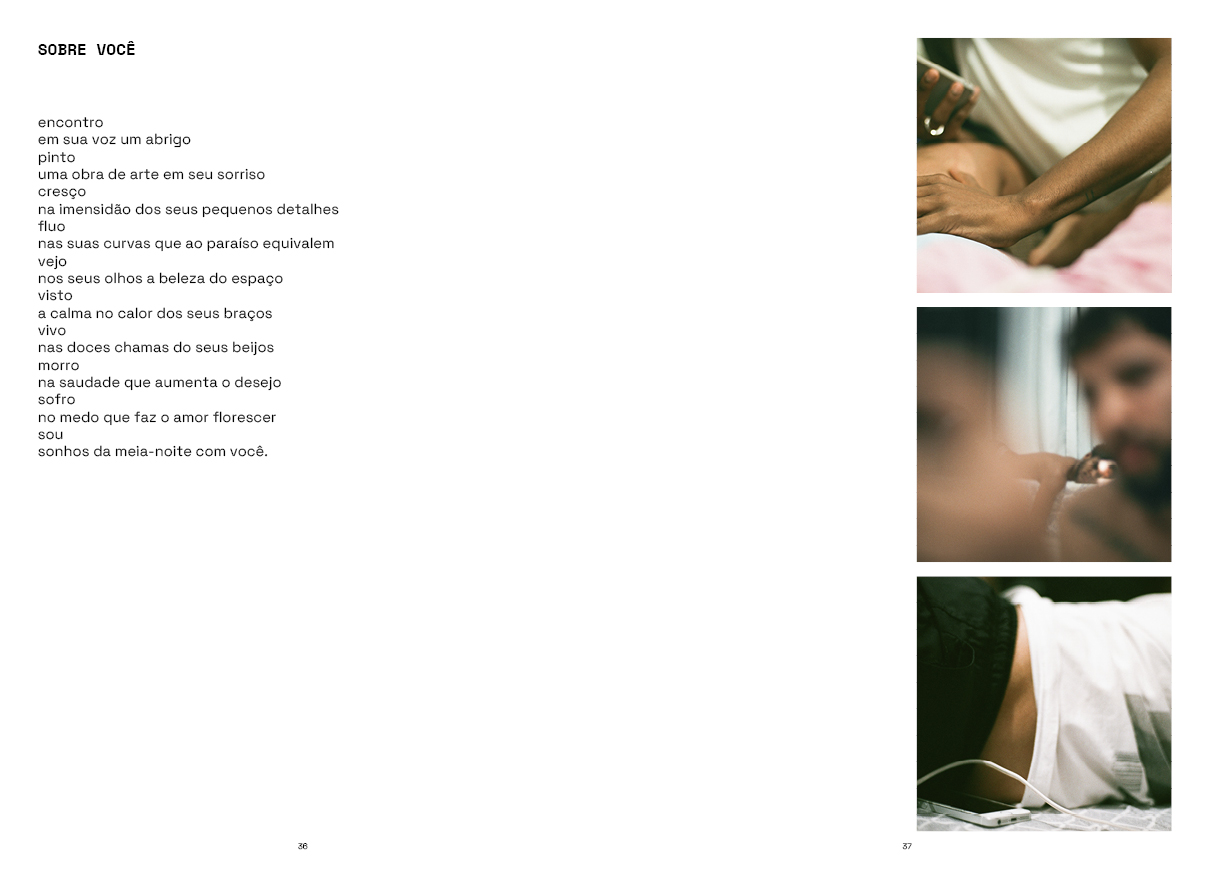 SOBRE VOCÊ
encontro
em sua voz um abrigo
pinto
uma obra de arte em seu sorriso
cresço
na imensidão dos seus pequenos detalhes
fluo
nas suas curvas que ao paraíso equivalem
vejo
nos seus olhos a beleza do espaço
visto
a calma no calor dos seus braços
vivo
nas doces chamas do seus beijos
morro
na saudade que aumenta o desejo
sofro
no medo que faz o amor florescer
sou
sonhos da meia-noite com você.
36
37